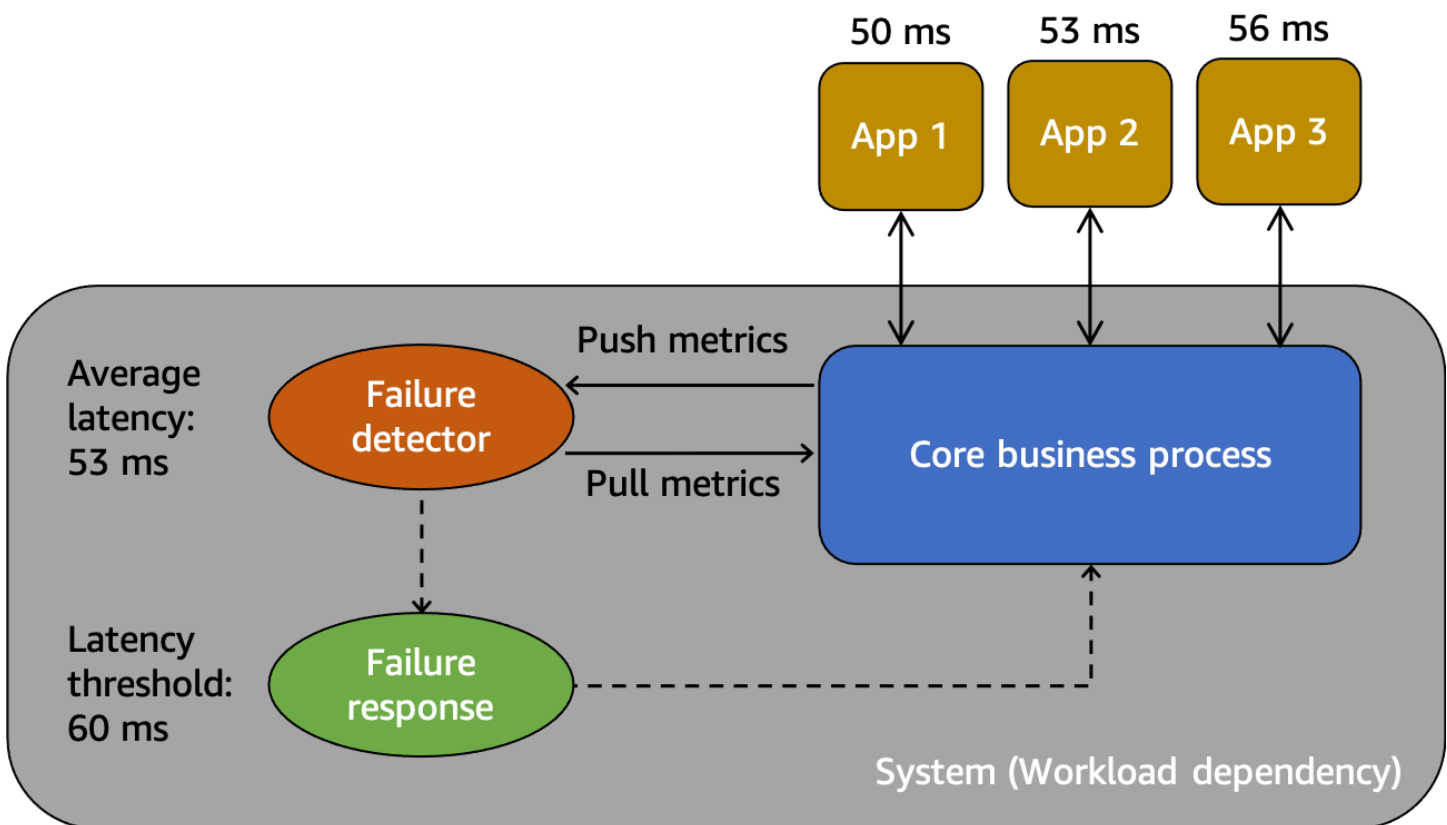 50 ms
53 ms
56 ms
App 1
App 2
App 3
Push metrics
Average
latency:
53 ms
Failure
detector
Core business process
Pull metrics
Latency
threshold:
60 ms
Failure
response
System (Workload dependency)